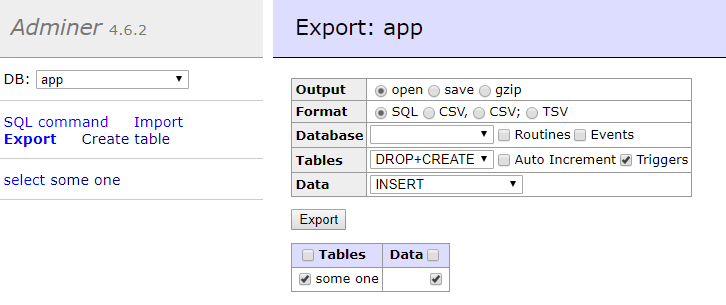 Adminer 4.6.2
DB: app
SQL command Import
Export Create table
select some one
Export: app
Output open save gzip
Format SQL CSV, CSV; TSV
Database Routines Events
Tables DROP+CREATE Auto Increment Triggers
Data INSERT
Export
Tables Data
some one